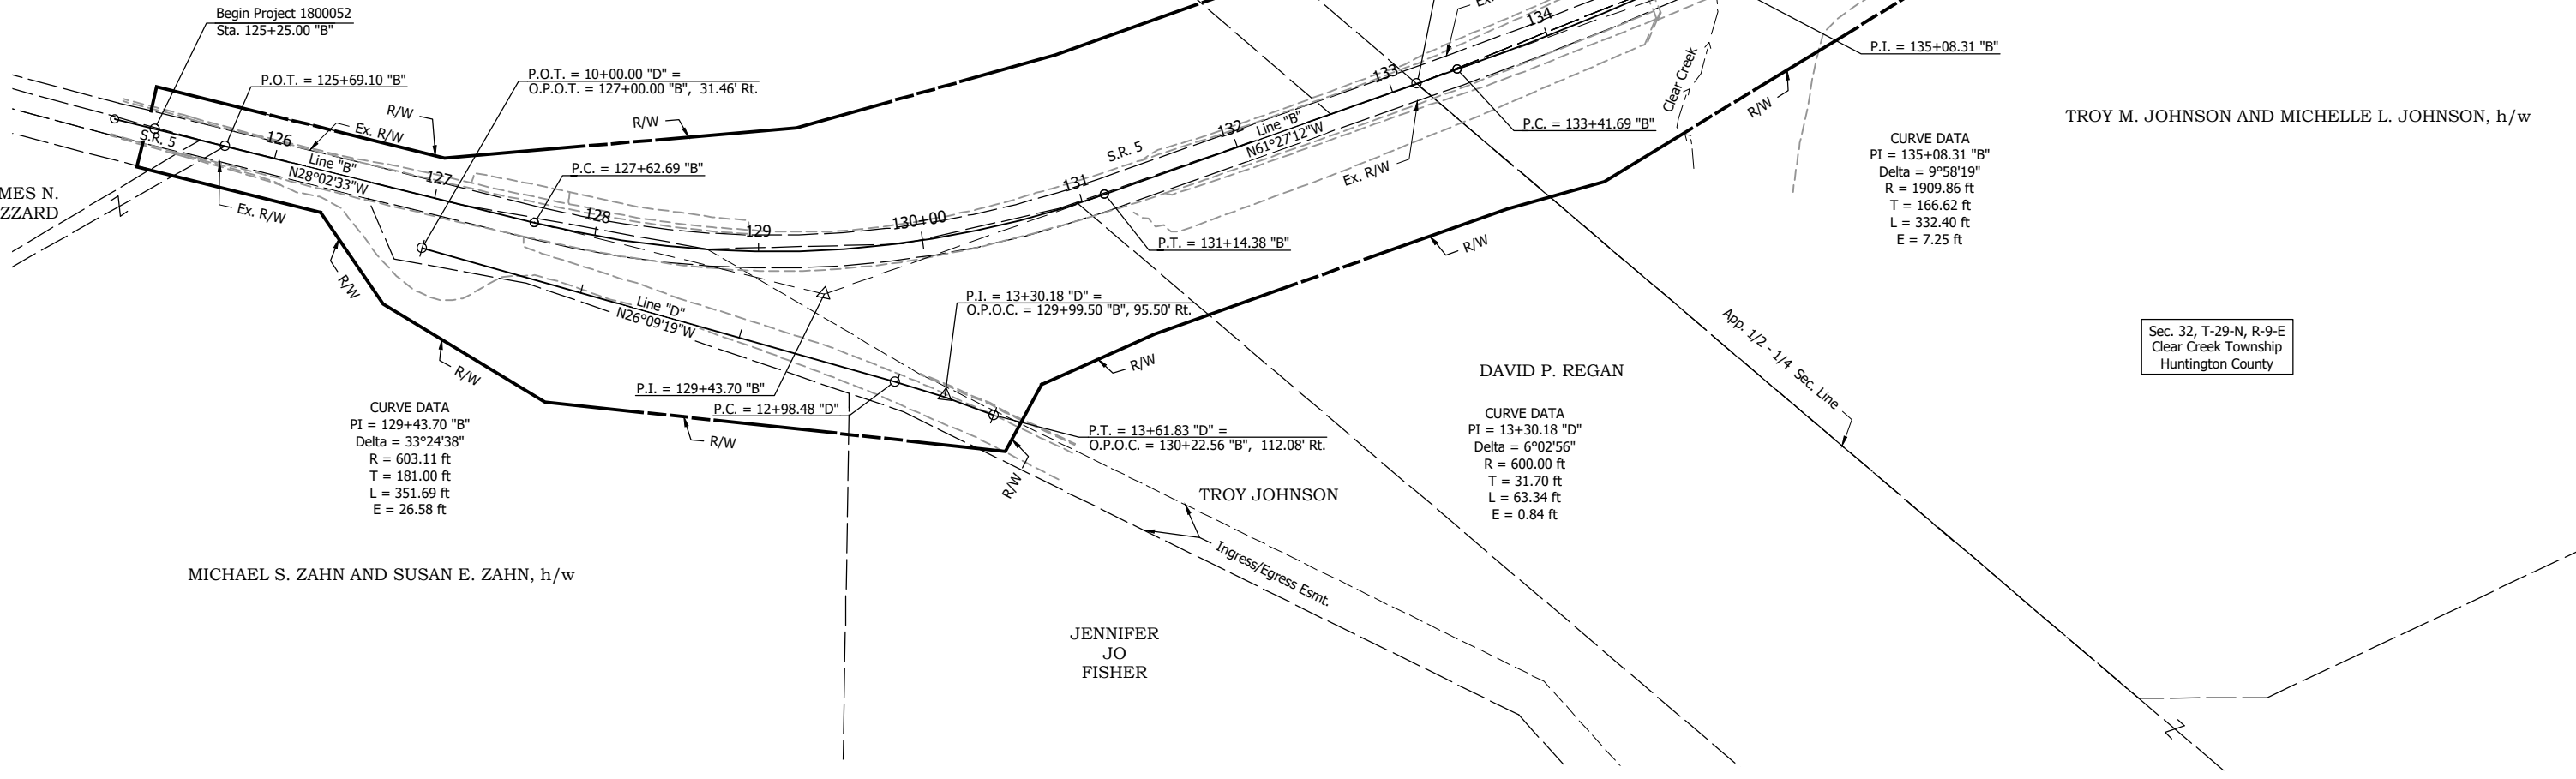 Begin Project 1800052
Sta. 125+25.00 "B"
P.O.T. = 125+69.10 "B"
P.O.T. = 10+00.00 "D" =
O.P.O.T. = 127+00.00 "B", 31.46' Rt.
R/W
Ex. R/W
R/W
S.R. 5
126
Line "B"
N28°02'33"W
127
P.C. = 127+62.69 "B"
128
129
130+00
131
132
133
134
S.R. 5
Line "B"
N61°27'12"W
Ex. R/W
Ex.
Clear Creek
P.I. = 135+08.31 "B"
R/W
P.C. = 133+41.69 "B"
TROY M. JOHNSON AND MICHELLE L. JOHNSON, h/w
CURVE DATA
PI = 135+08.31 "B"
Delta = 9°58'19"
R = 1909.86 ft
T = 166.62 ft
L = 332.40 ft
E = 7.25 ft
MES N.
ZZARD
Ex. R/W
R/W
P.T. = 131+14.38 "B"
R/W
Line "D"
N26°09'19"W
P.I. = 13+30.18 "D" =
O.P.O.C. = 129+99.50 "B", 95.50' Rt.
R/W
R/W
App. 1/2 - 1/4 Sec. Line
Sec. 32, T-29-N, R-9-E
Clear Creek Township
Huntington County
P.I. = 129+43.70 "B"
P.C. = 12+98.48 "D"
R/W
DAVID P. REGAN
CURVE DATA
PI = 129+43.70 "B"
Delta = 33°24'38"
R = 603.11 ft
T = 181.00 ft
L = 351.69 ft
E = 26.58 ft
CURVE DATA
PI = 13+30.18 "D"
Delta = 6°02'56"
R = 600.00 ft
T = 31.70 ft
L = 63.34 ft
E = 0.84 ft
P.T. = 13+61.83 "D" =
O.P.O.C. = 130+22.56 "B", 112.08' Rt.
R/W
TROY JOHNSON
Ingress/Egress Esmt.
MICHAEL S. ZAHN AND SUSAN E. ZAHN, h/w
JENNIFER
JO
FISHER